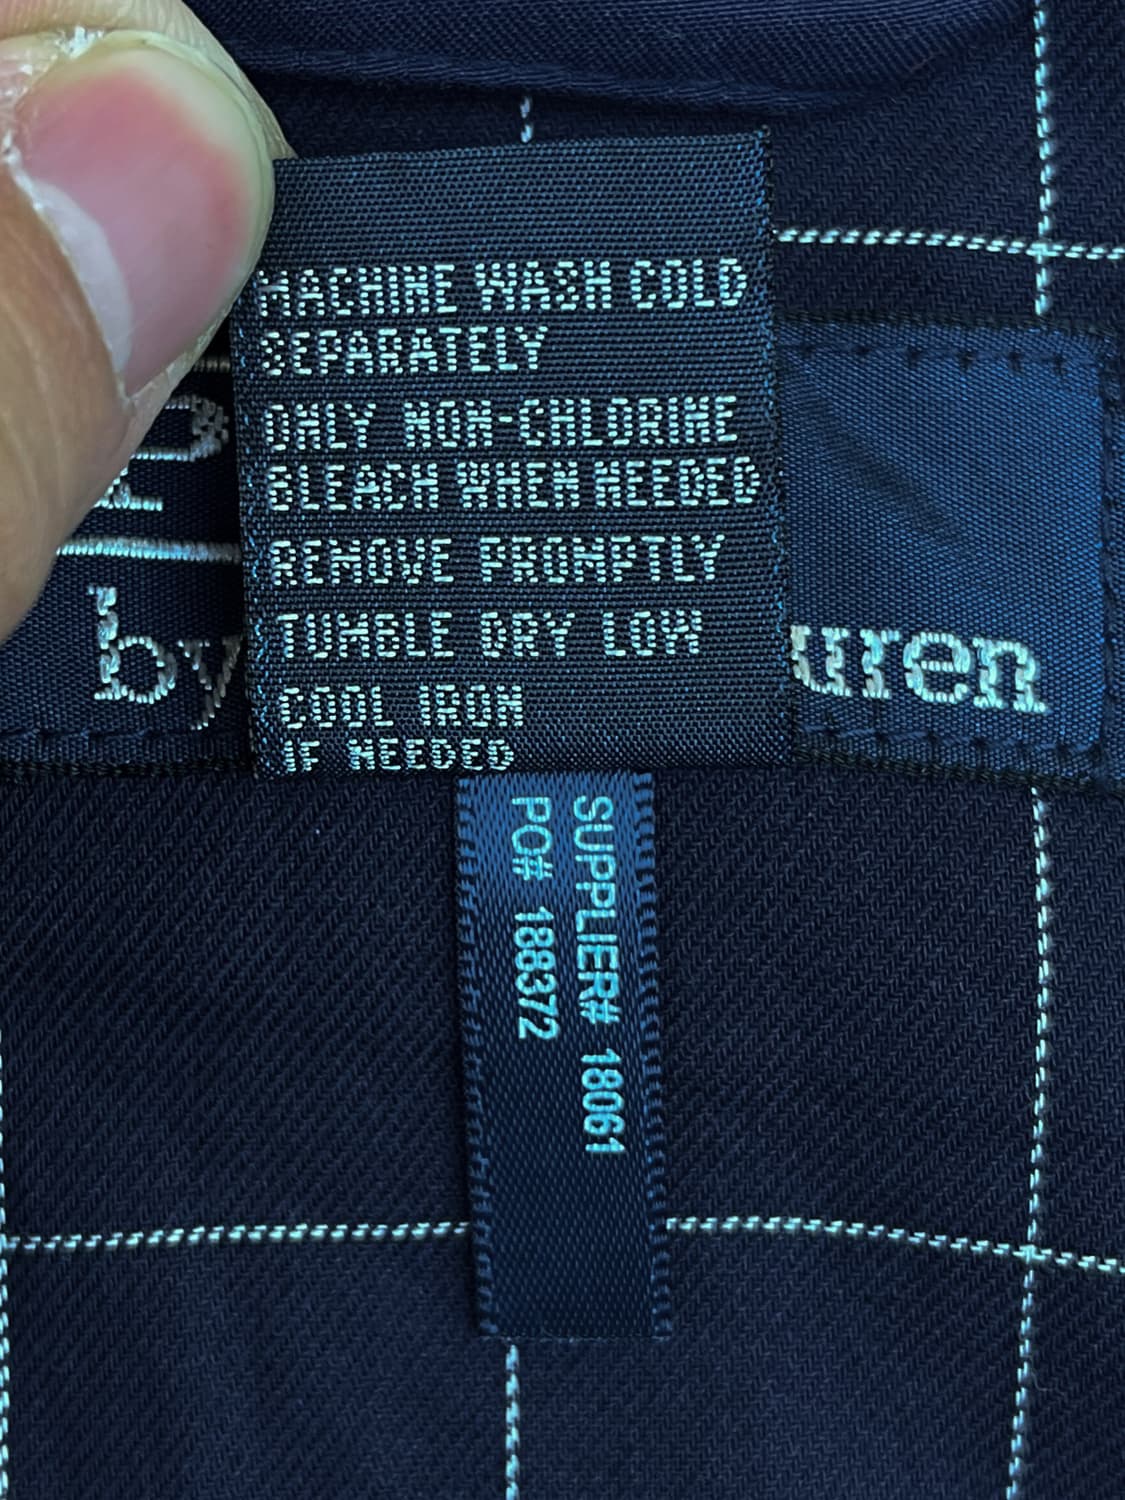 MACHINE WASH COLD
SEPARATELY
ONLY NON-CHLORINE
BLEACH WHEN NEEDED
REMOVE PROMPTLY
TUMBLE DRY LOW
COOL IRON
IF NEEDED
by uren
SUPPLIER# 18061
PO# 188372